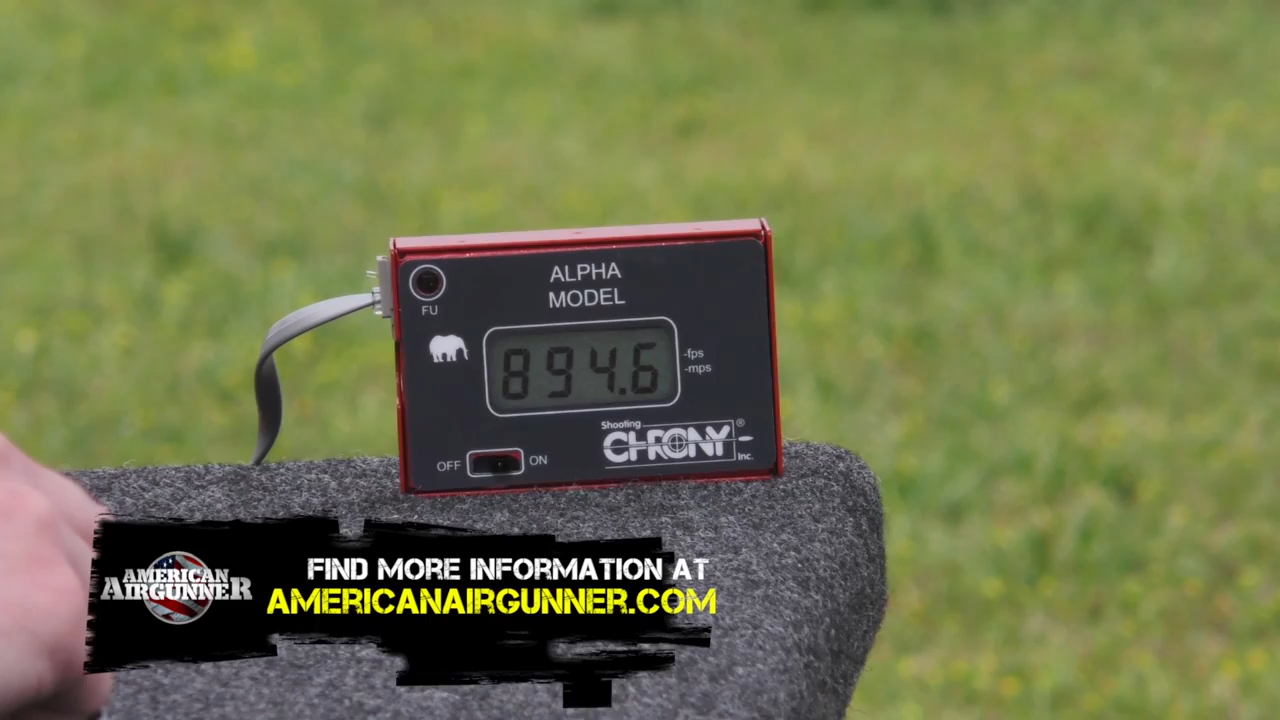 ALPHA
MODEL
FU
894.6
-fps
-mps
Shooting
CHRONY®
Inc.
OFF ON
AMERICAN
AIRGUNNER
FIND MORE INFORMATION AT
AMERICANAIRGUNNER.COM